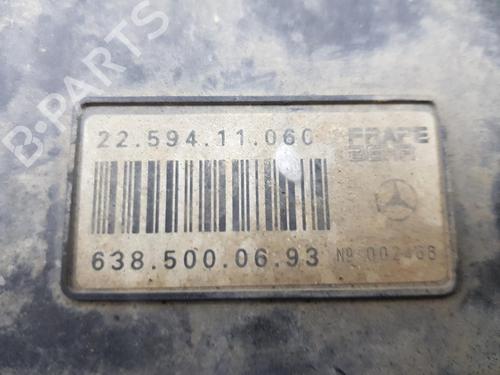 B-PARTS
22.594.11.060
FRAPE
BEHR
638.500.06.93
Nº 002468